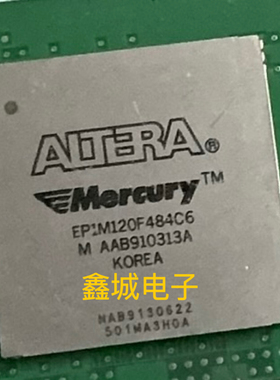 ALTERA®
Mercury™
EP1M120F484C6
M AAB910313A
KOREA
鑫城电子
NAB9130622
501MA3H0A